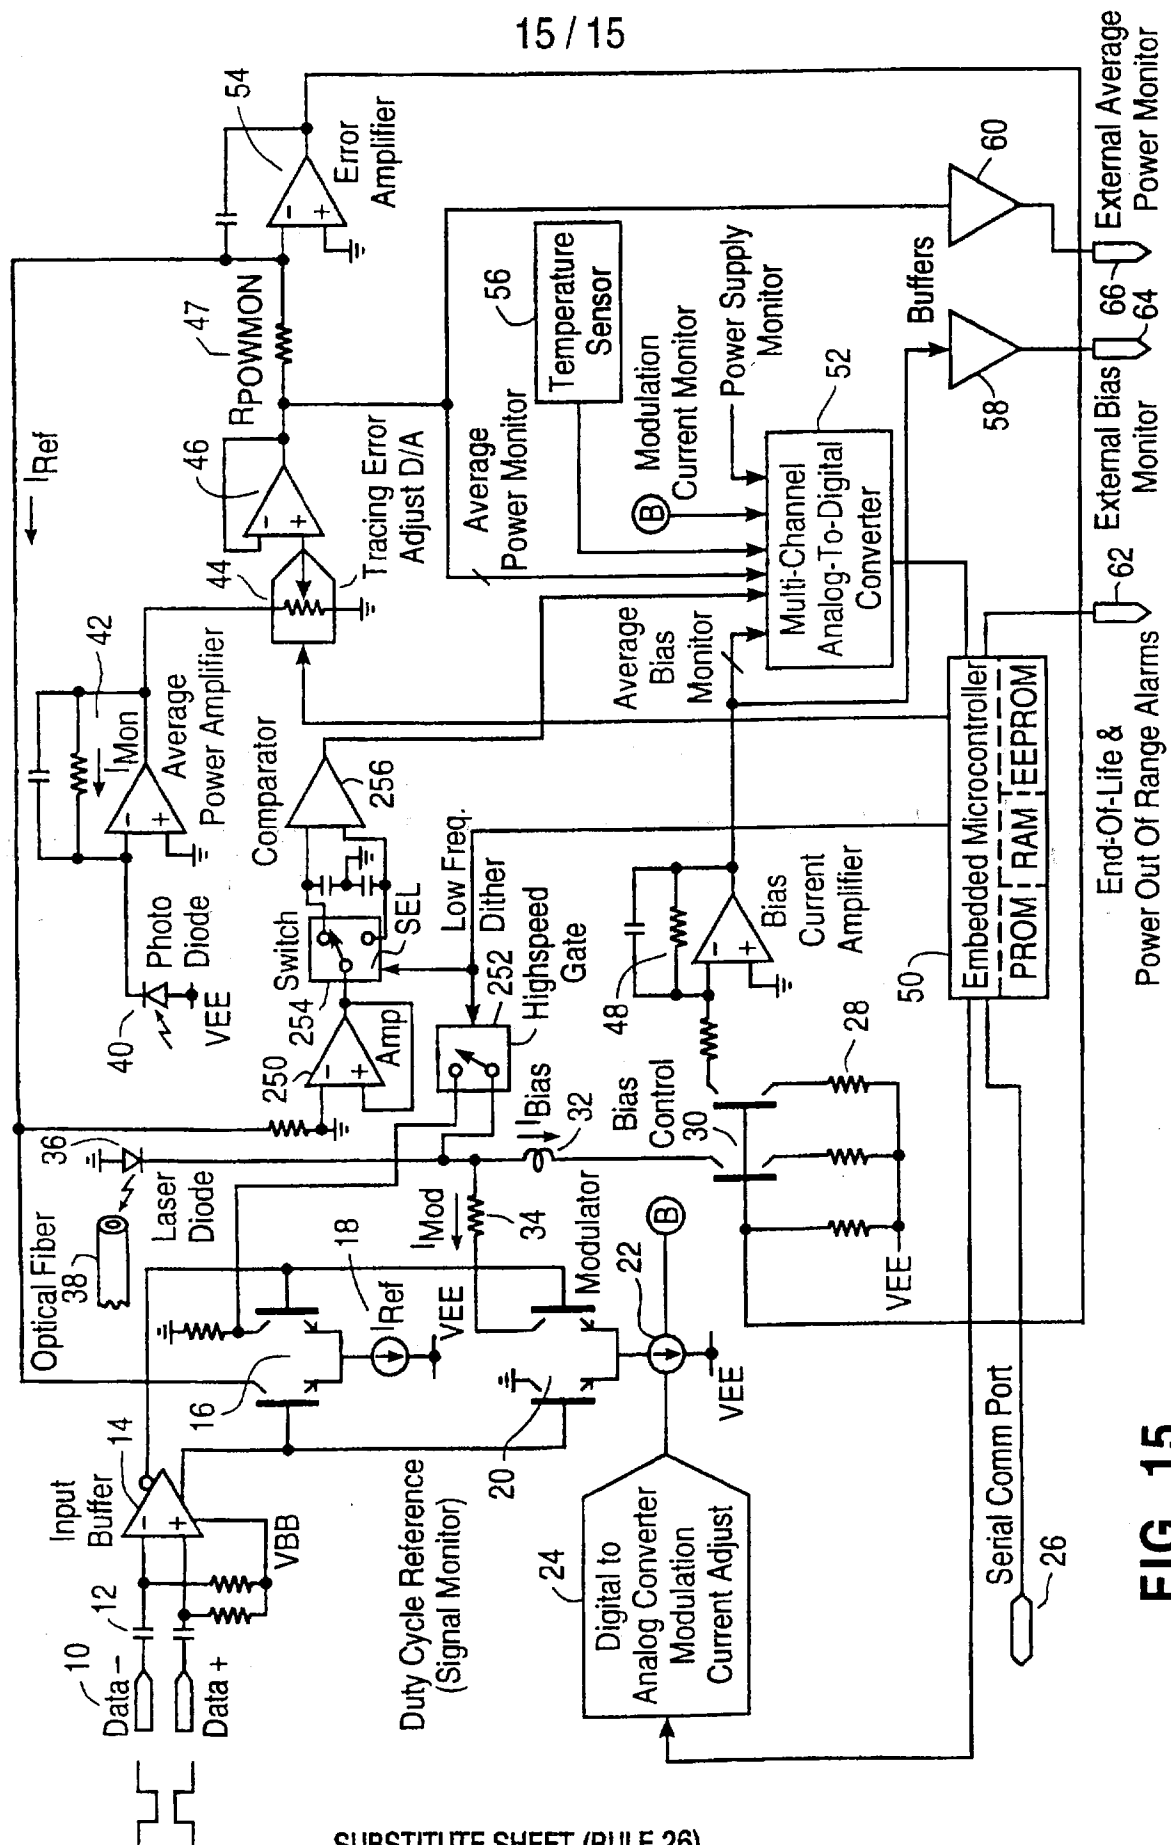 15 / 15
10
Data –
Data +
12
Input
Buffer
14
VBB
Duty Cycle Reference
(Signal Monitor)
Optical Fiber
38
16
18
IRef
VEE
Laser
Diode
36
40
Photo
Diode
VEE
–
+
IMon
42
Average
Power Amplifier
IRef
44
46
Tracing Error
Adjust D/A
RPOWMON
47
54
Error
Amplifier
250
Amp
254
Switch
SEL
Comparator
256
Low Freq.
Dither
252
Highspeed
Gate
IMod
34
IBias
32
Modulator
20
22
B
VEE
24
Digital to
Analog Converter
Modulation
Current Adjust
Bias
Control
30
28
VEE
48
Bias
Current
Amplifier
Average
Bias
Monitor
Average
Power Monitor
56
Temperature
Sensor
B
Modulation
Current Monitor
Power Supply
Monitor
52
Multi-Channel
Analog-To-Digital
Converter
Buffers
58
60
50
Embedded Microcontroller
PROM
RAM
EEPROM
Serial Comm Port
26
62
End-Of-Life &
Power Out Of Range Alarms
64
External Bias
Monitor
66
External Average
Power Monitor
FIG. 15
SUBSTITUTE SHEET (RULE 26)